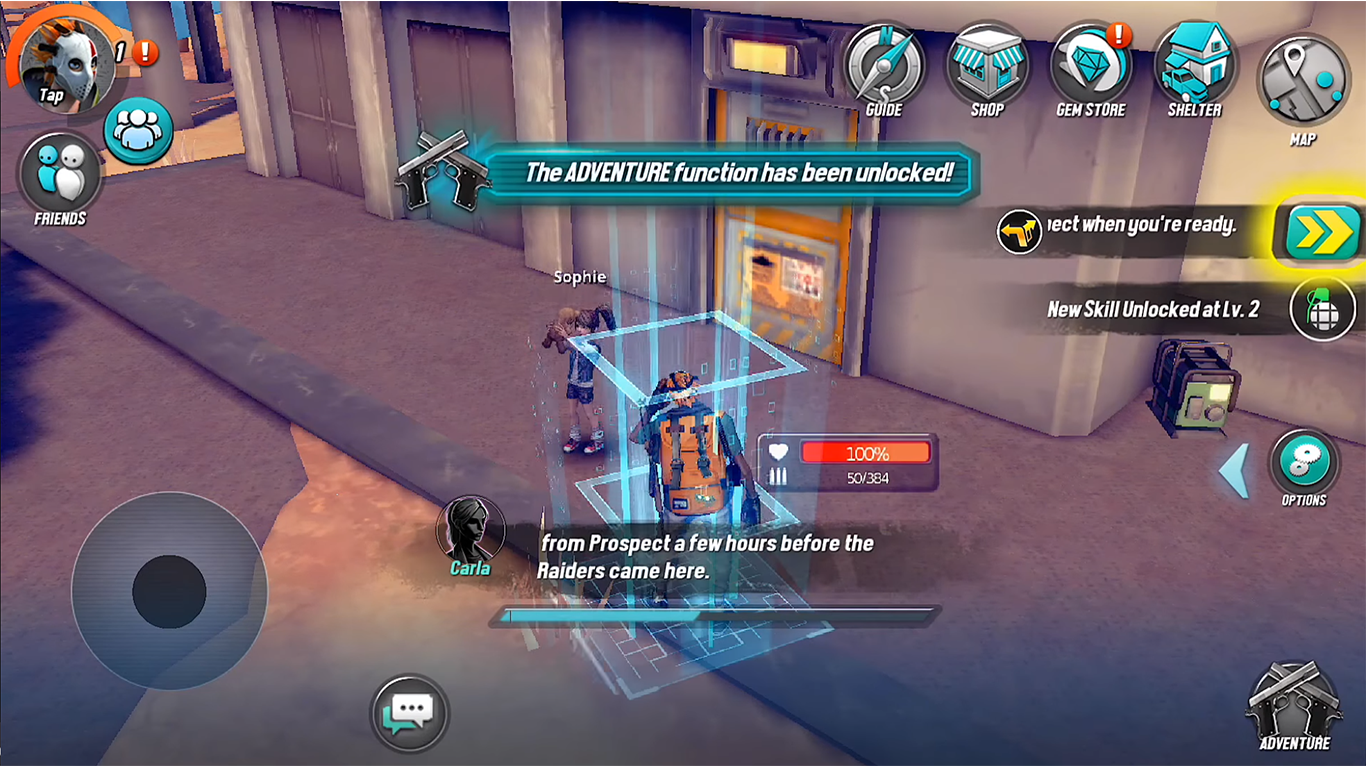 Tap
1
!
FRIENDS
N
S
GUIDE
SHOP
!
GEM STORE
SHELTER
MAP
The ADVENTURE function has been unlocked!
ect when you're ready.
New Skill Unlocked at Lv. 2
Sophie
100%
50/384
OPTIONS
Carla
from Prospect a few hours before the
Raiders came here.
ADVENTURE